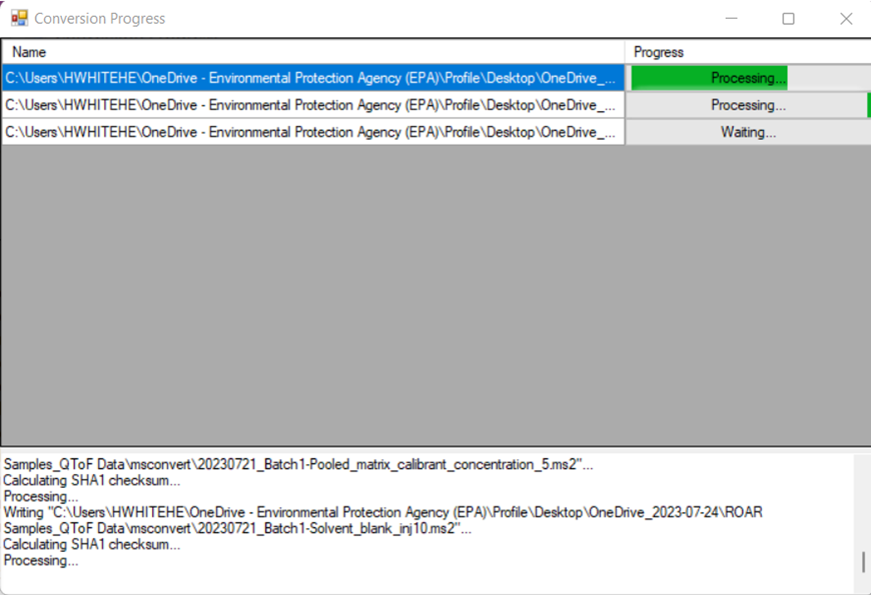 Conversion Progress
Name Progress
C:\Users\HWHITEHE\OneDrive - Environmental Protection Agency (EPA)\Profile\Desktop\OneDrive_... Processing...
C:\Users\HWHITEHE\OneDrive - Environmental Protection Agency (EPA)\Profile\Desktop\OneDrive_... Processing...
C:\Users\HWHITEHE\OneDrive - Environmental Protection Agency (EPA)\Profile\Desktop\OneDrive_... Waiting...
Samples_QToF Data\msconvert\20230721_Batch1-Pooled_matrix_calibrant_concentration_5.ms2"...
Calculating SHA1 checksum...
Processing...
Writing "C:\Users\HWHITEHE\OneDrive - Environmental Protection Agency (EPA)\Profile\Desktop\OneDrive_2023-07-24\ROAR
Samples_QToF Data\msconvert\20230721_Batch1-Solvent_blank_inj10.ms2"...
Calculating SHA1 checksum...
Processing...